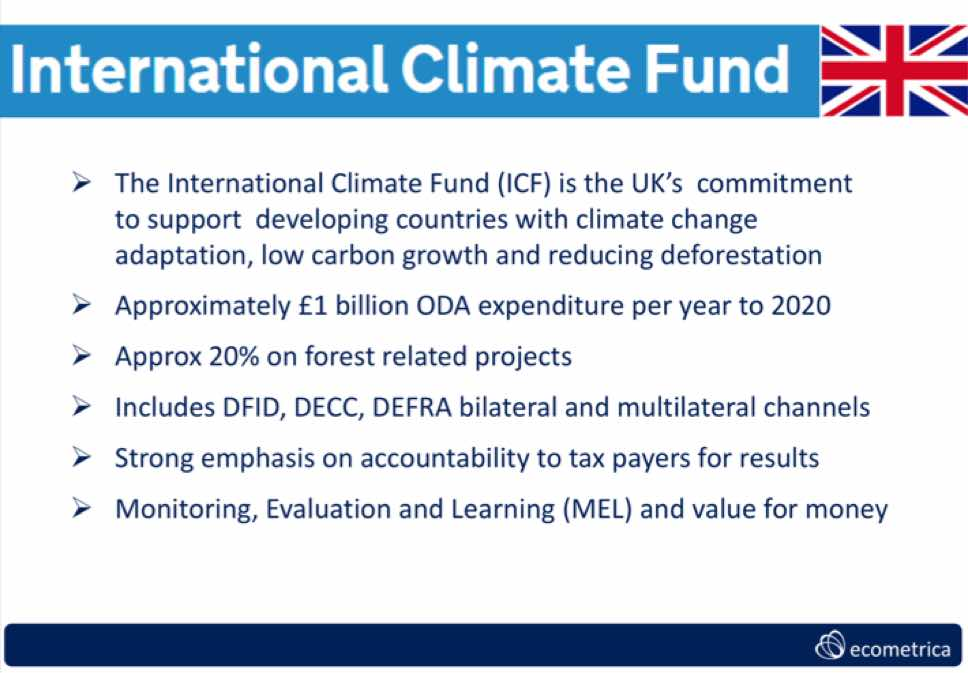 International Climate Fund
➢ The International Climate Fund (ICF) is the UK’s commitment
to support developing countries with climate change
adaptation, low carbon growth and reducing deforestation
➢ Approximately £1 billion ODA expenditure per year to 2020
➢ Approx 20% on forest related projects
➢ Includes DFID, DECC, DEFRA bilateral and multilateral channels
➢ Strong emphasis on accountability to tax payers for results
➢ Monitoring, Evaluation and Learning (MEL) and value for money
ecometrica